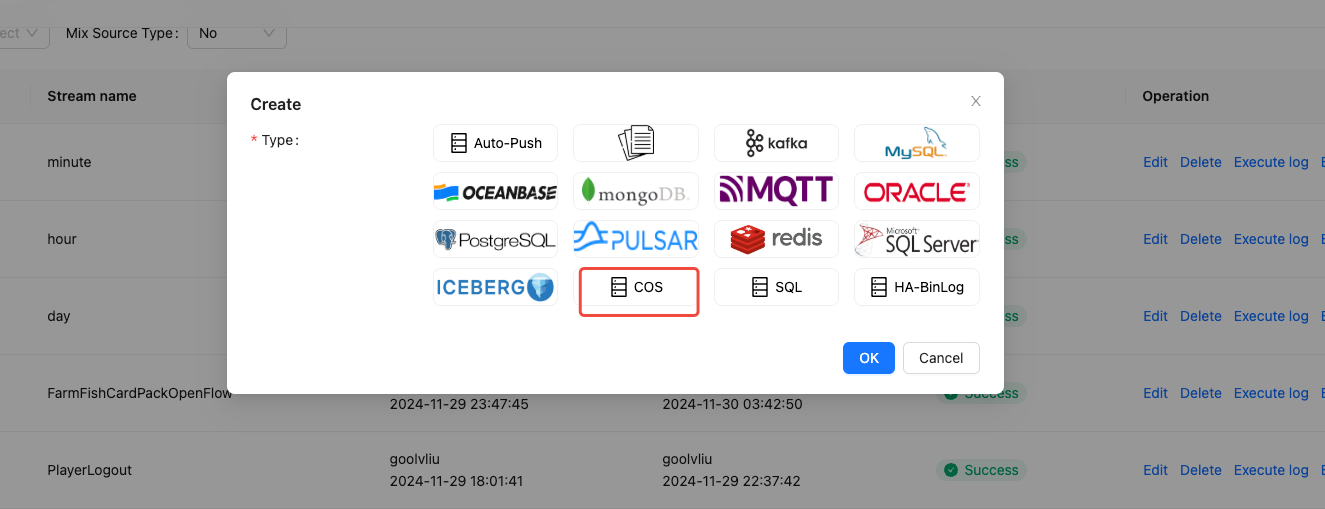 ect Mix Source Type : No
Stream name
Operation
Create
* Type :
Auto-Push
kafka
MySQL
OCEANBASE
mongoDB.
MQTT
ORACLE
PostgreSQL
PULSAR
redis
Microsoft
SQL Server
ICEBERG
COS
SQL
HA-BinLog
OK Cancel
minute ss Edit Delete Execute log E
hour ss Edit Delete Execute log E
day ss Edit Delete Execute log E
FarmFishCardPackOpenFlow Success Edit Delete Execute log E
2024-11-29 23:47:45 2024-11-30 03:42:50
goolvliu goolvliu
PlayerLogout Success Edit Delete Execute log E
2024-11-29 18:01:41 2024-11-29 22:37:42